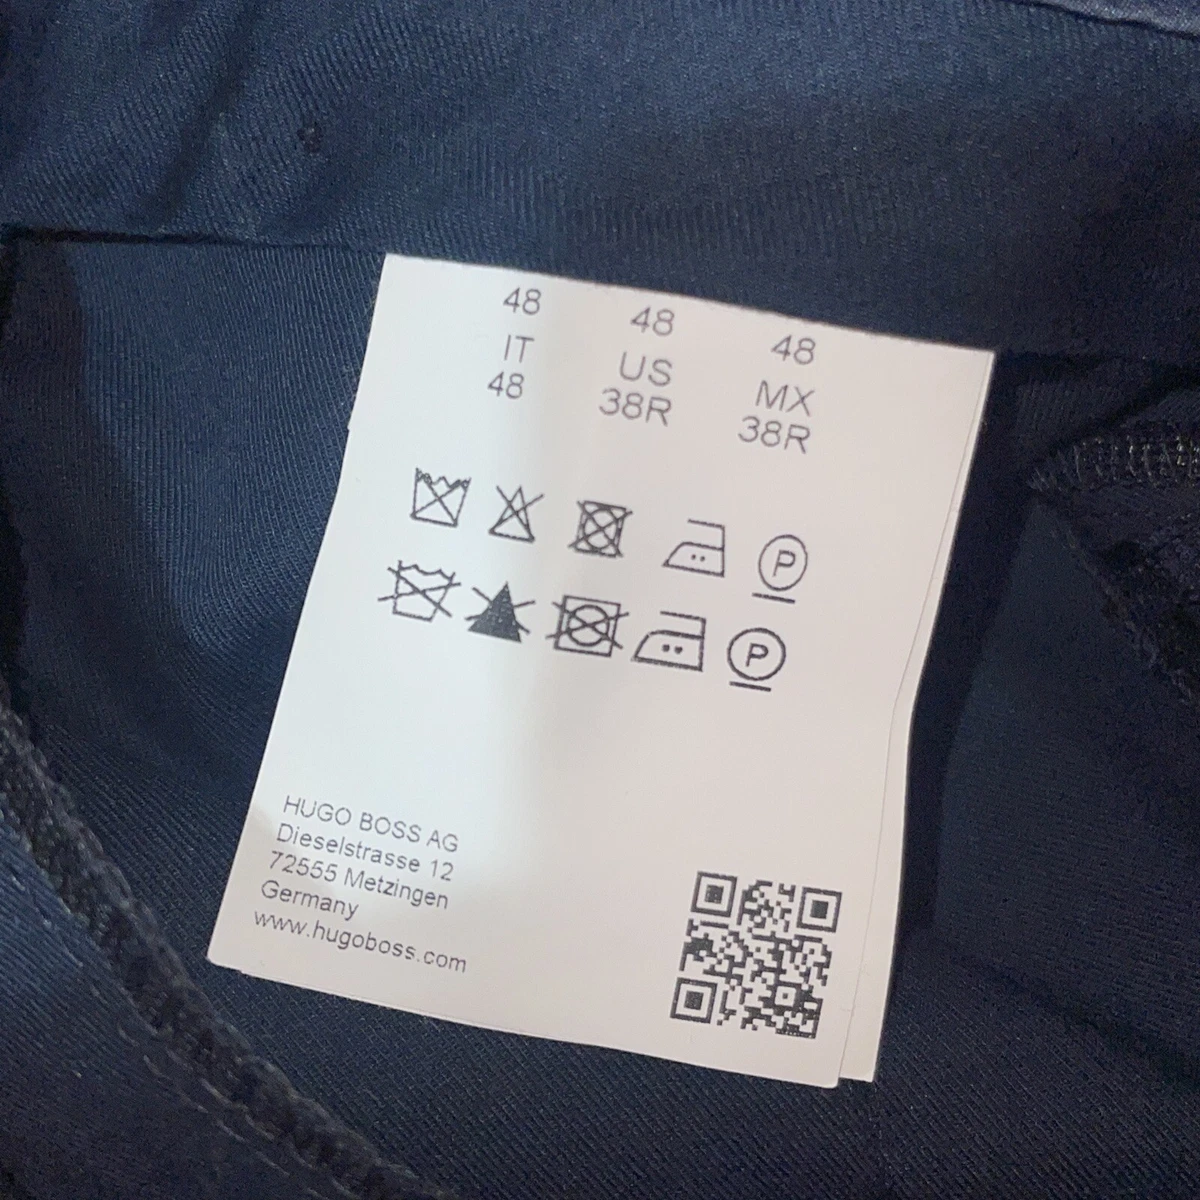 48 48 48
IT US MX
48 38R 38R
P
P
HUGO BOSS AG
Dieselstrasse 12
72555 Metzingen
Germany
www.hugoboss.com